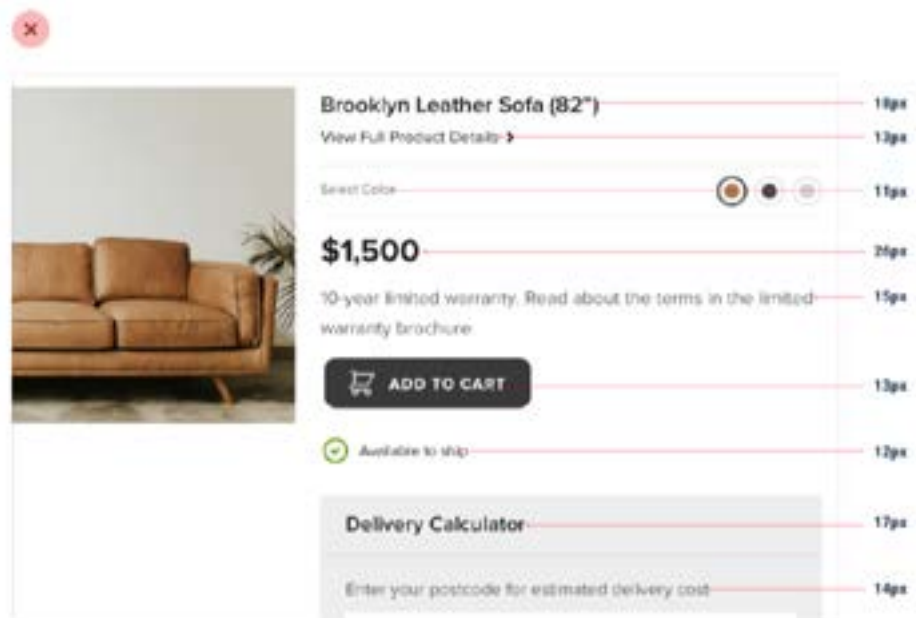 Brooklyn Leather Sofa (82")
18px
View Full Product Details
13px
Select Color
11px
$1,500
26px
10-year limited warranty. Read about the terms in the limited
15px
warranty brochure
ADD TO CART
13px
Available to ship
12px
Delivery Calculator
17px
Enter your postcode for estimated delivery cost
14px